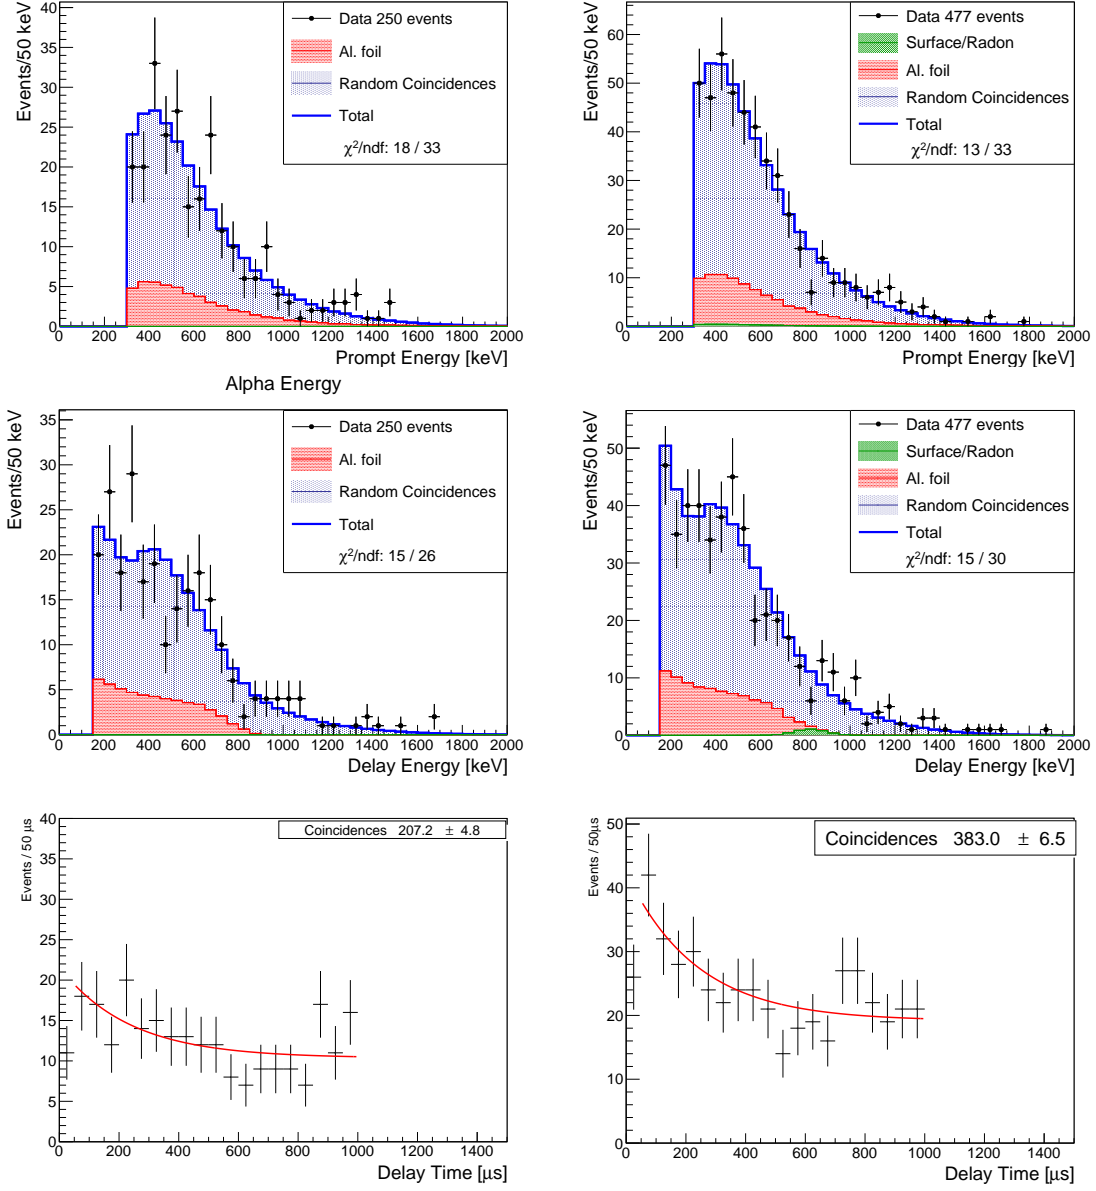 Events/50 keV
40
35
30
25
20
15
10
5
0
Data 250 events
Al. foil
Random Coincidences
Total
χ²/ndf: 18 / 33
0 200 400 600 800 1000 1200 1400 1600 1800 2000
Prompt Energy [keV]
Events/50 keV
60
50
40
30
20
10
0
Data 477 events
Surface/Radon
Al. foil
Random Coincidences
Total
χ²/ndf: 13 / 33
0 200 400 600 800 1000 1200 1400 1600 1800 2000
Prompt Energy [keV]
Alpha Energy
Events/50 keV
35
30
25
20
15
10
5
0
Data 250 events
Al. foil
Random Coincidences
Total
χ²/ndf: 15 / 26
0 200 400 600 800 1000 1200 1400 1600 1800 2000
Delay Energy [keV]
Events/50 keV
50
40
30
20
10
0
Data 477 events
Surface/Radon
Al. foil
Random Coincidences
Total
χ²/ndf: 15 / 30
0 200 400 600 800 1000 1200 1400 1600 1800 2000
Delay Energy [keV]
Events / 50 μs
40
35
30
25
20
15
10
5
0
Coincidences 207.2 ± 4.8
0 200 400 600 800 1000 1200 1400
Delay Time [μs]
Events / 50μs
50
40
30
20
10
0
Coincidences 383.0 ± 6.5
0 200 400 600 800 1000 1200 1400
Delay Time [μs]